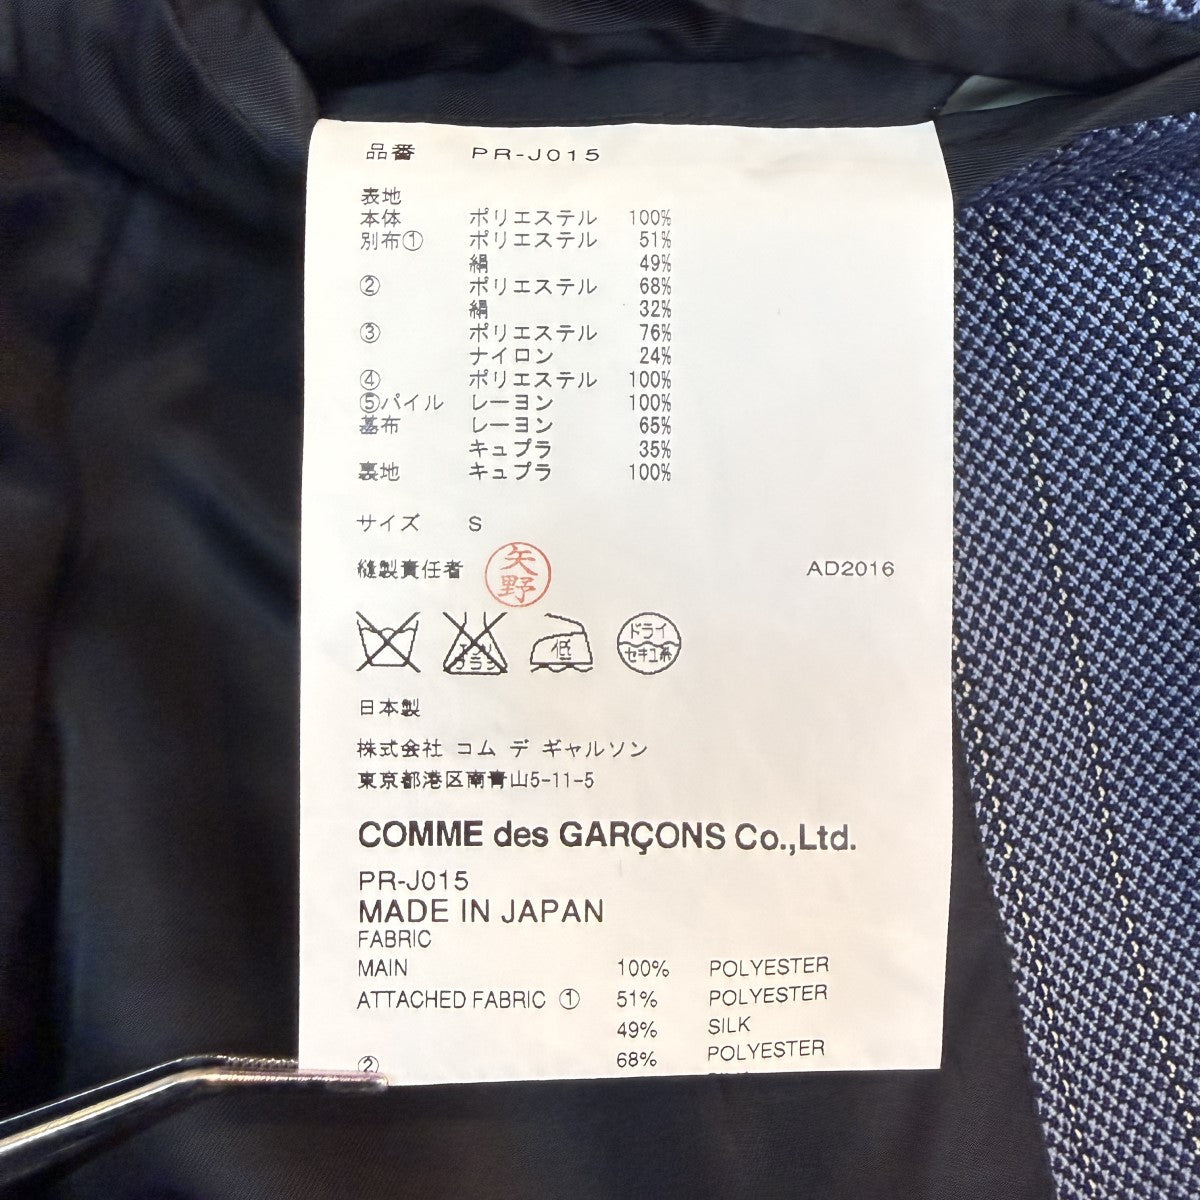 品番 PR-J015
表地
本体 ポリエステル 100%
別布① ポリエステル 51%
絹 49%
② ポリエステル 68%
絹 32%
③ ポリエステル 76%
ナイロン 24%
④ ポリエステル 100%
⑤パイル レーヨン 100%
基布 レーヨン 65%
キュプラ 35%
裏地 キュプラ 100%
サイズ S
縫製責任者 矢野 AD2016
低 ドライ
セキユ系
日本製
株式会社 コム デ ギャルソン
東京都港区南青山5-11-5
COMME des GARÇONS Co.,Ltd.
PR-J015
MADE IN JAPAN
FABRIC
MAIN 100% POLYESTER
ATTACHED FABRIC ① 51% POLYESTER
49% SILK
② 68% POLYESTER